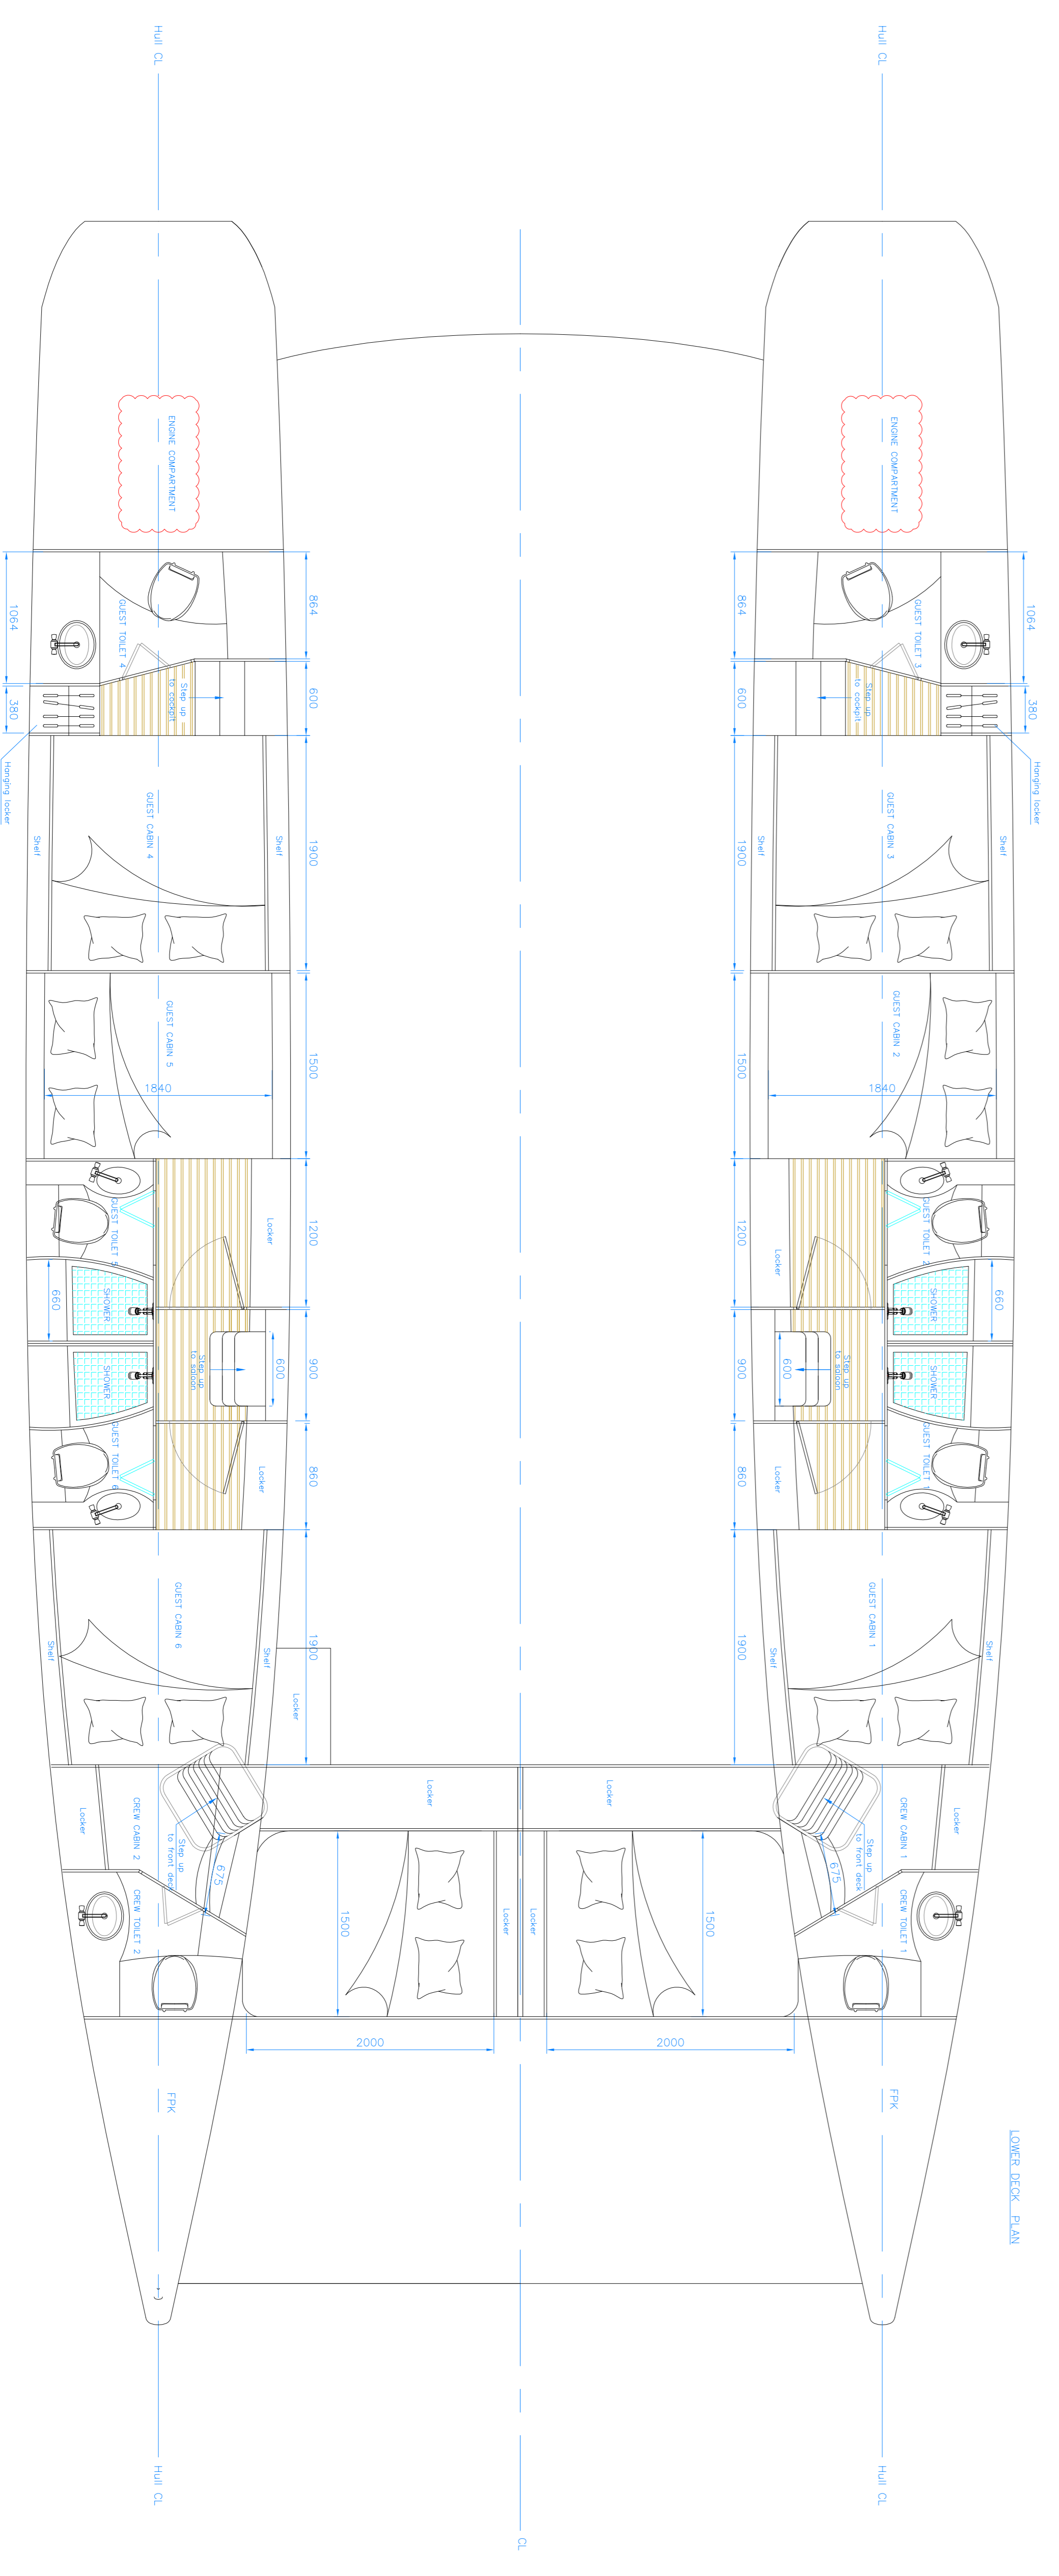 Hanging locker
380
1064
LOWER DECK PLAN
Shelf
660
Shelf
Locker
GUEST TOILET 3
GUEST TOILET 2
SHOWER
SHOWER
GUEST TOILET 1
CREW CABIN 1
CREW TOILET 1
Hull CL
ENGINE COMPARTMENT
GUEST CABIN 3
GUEST CABIN 2
1840
GUEST CABIN 1
FPK
Hull CL
Step up
to cockpit
Step up
to saloon
Step up
to front deck
675
Shelf
Locker
600
Locker
Shelf
864
600
1900
1500
1200
900
860
1900
1500
2000
Locker
Locker
CL
Locker
Locker
2000
1500
864
600
1900
1500
1200
900
860
1900
Locker
Shelf
Locker
600
Locker
Shelf
Step up
to cockpit
Step up
to saloon
675
Step up
to front deck
Hull CL
ENGINE COMPARTMENT
GUEST CABIN 4
GUEST CABIN 5
1840
GUEST CABIN 6
FPK
Hull CL
GUEST TOILET 4
GUEST TOILET 5
SHOWER
SHOWER
GUEST TOILET 6
CREW CABIN 2
CREW TOILET 2
Locker
Shelf
660
Shelf
1064
380
Hanging locker